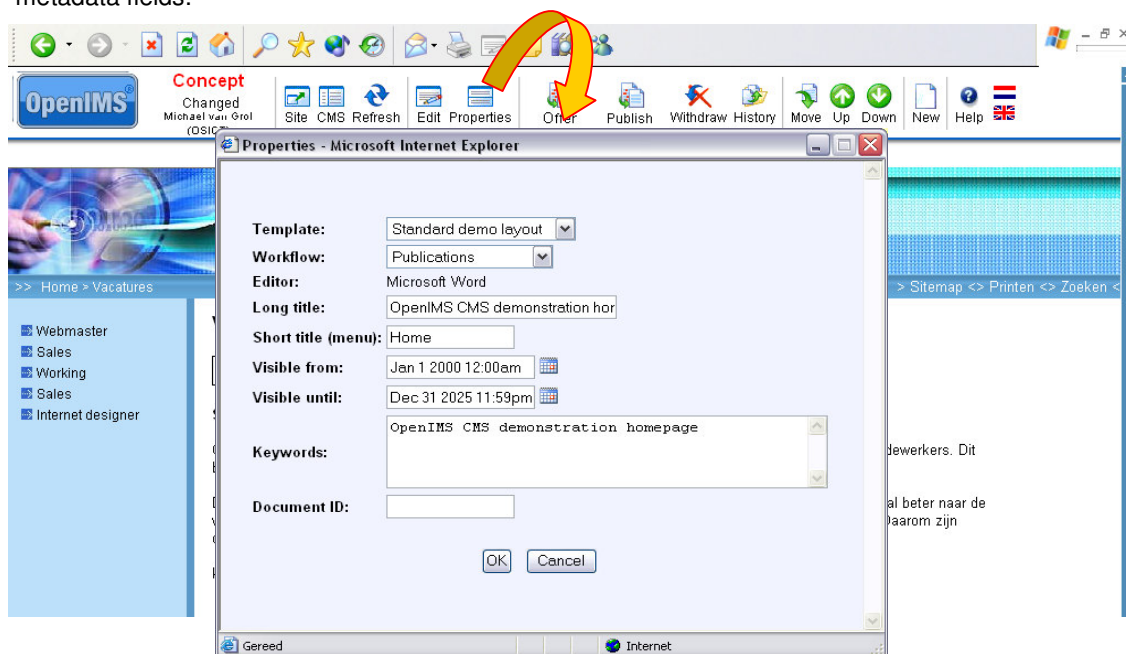 metadata fields.
OpenIMS®
Concept
Changed
Michael van Grol
Site CMS Refresh Edit Properties Offer Publish Withdraw History Move Up Down New Help
Properties - Microsoft Internet Explorer
Template: Standard demo layout
Workflow: Publications
Editor: Microsoft Word
Long title: OpenIMS CMS demonstration hor
Short title (menu): Home
Visible from: Jan 1 2000 12:00am
Visible until: Dec 31 2025 11:59pm
Keywords: OpenIMS CMS demonstration homepage
Document ID:
OK Cancel
Gereed Internet
>> Home > Vacatures
> Sitemap <> Printen <> Zoeken <
Webmaster
Sales
Working
Sales
Internet designer
dewerkers. Dit
al beter naar de
Daarom zijn